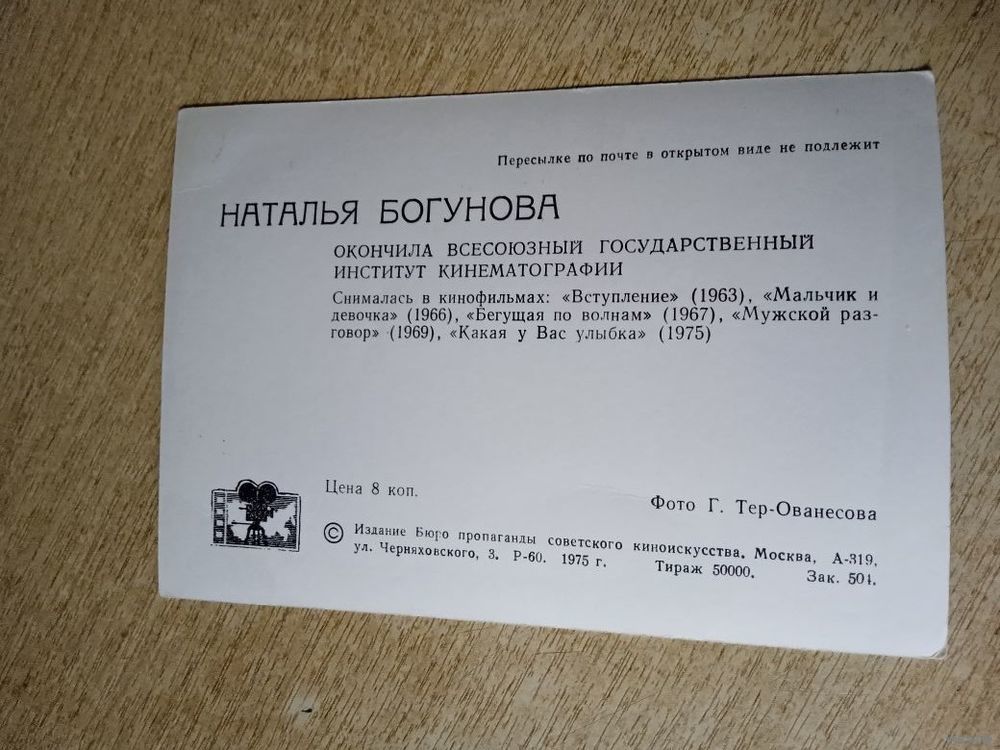 Пересылке по почте в открытом виде не подлежит
НАТАЛЬЯ БОГУНОВА
ОКОНЧИЛА ВСЕСОЮЗНЫЙ ГОСУДАРСТВЕННЫЙ
ИНСТИТУТ КИНЕМАТОГРАФИИ
Снималась в кинофильмах: «Вступление» (1963), «Мальчик и
девочка» (1966), «Бегущая по волнам» (1967), «Мужской раз-
говор» (1969), «Какая у Вас улыбка» (1975)
Цена 8 коп.
Фото Г. Тер-Ованесова
© Издание Бюро пропаганды советского киноискусства. Москва, А-319,
ул. Черняховского, 3. Р-60. 1975 г. Тираж 50000. Зак. 504.